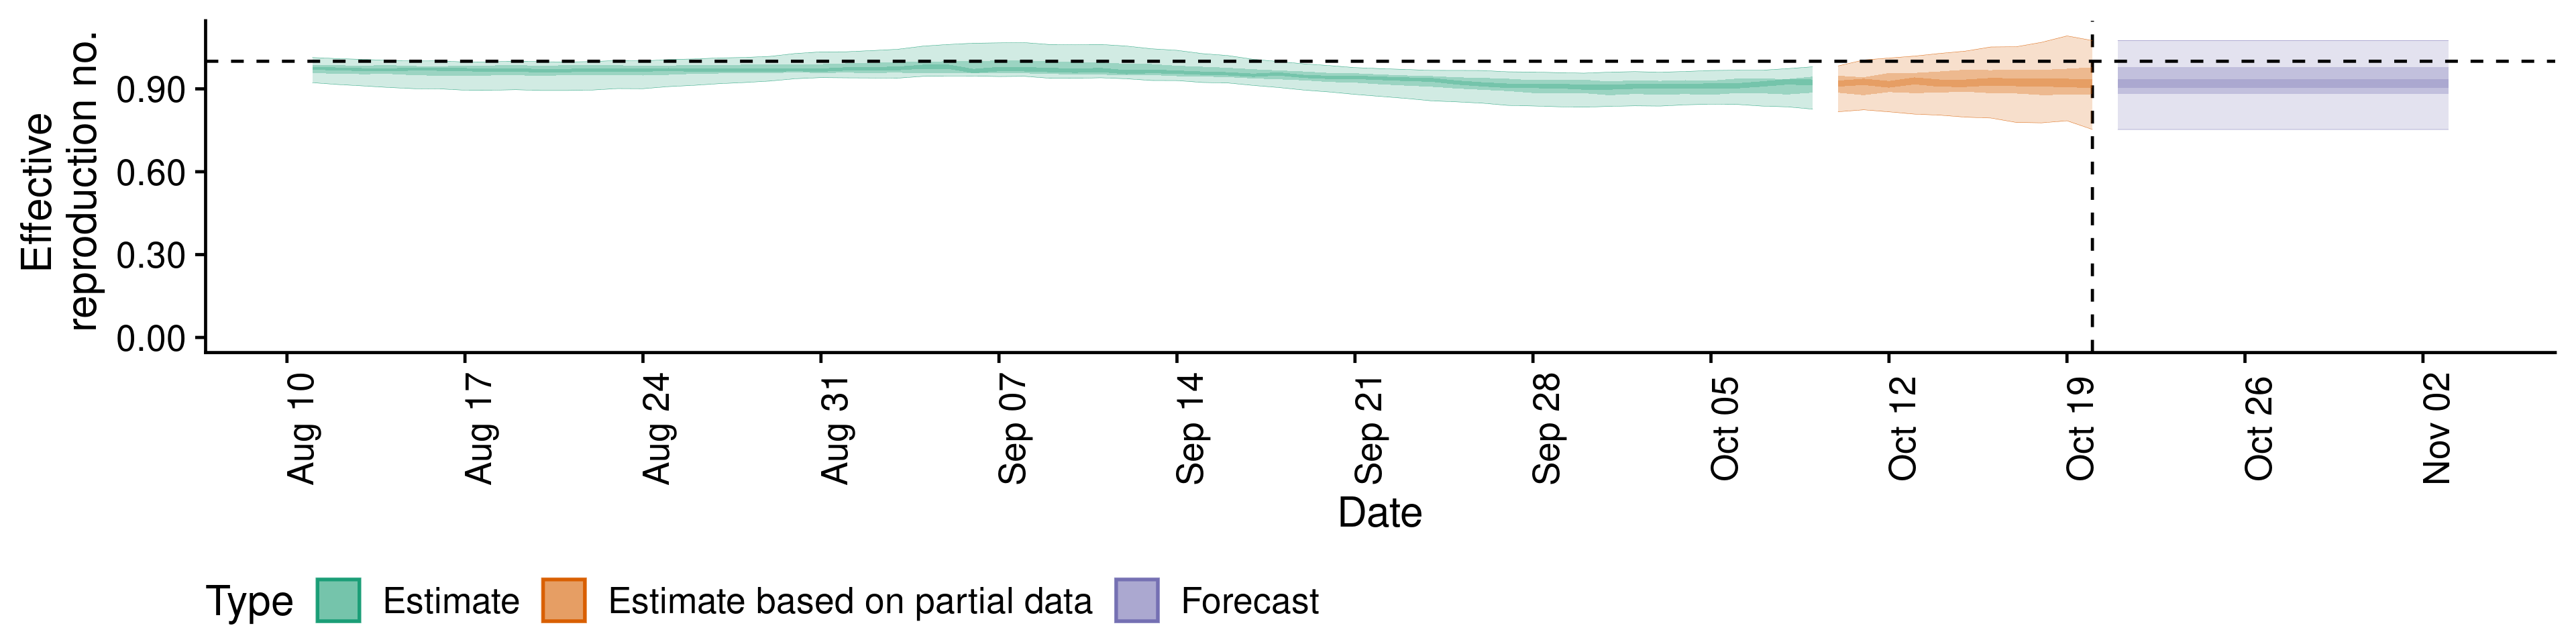 Effective
reproduction no.
0.90
0.60
0.30
0.00
Aug 10
Aug 17
Aug 24
Aug 31
Sep 07
Sep 14
Sep 21
Sep 28
Oct 05
Oct 12
Oct 19
Oct 26
Nov 02
Date
Type Estimate Estimate based on partial data Forecast